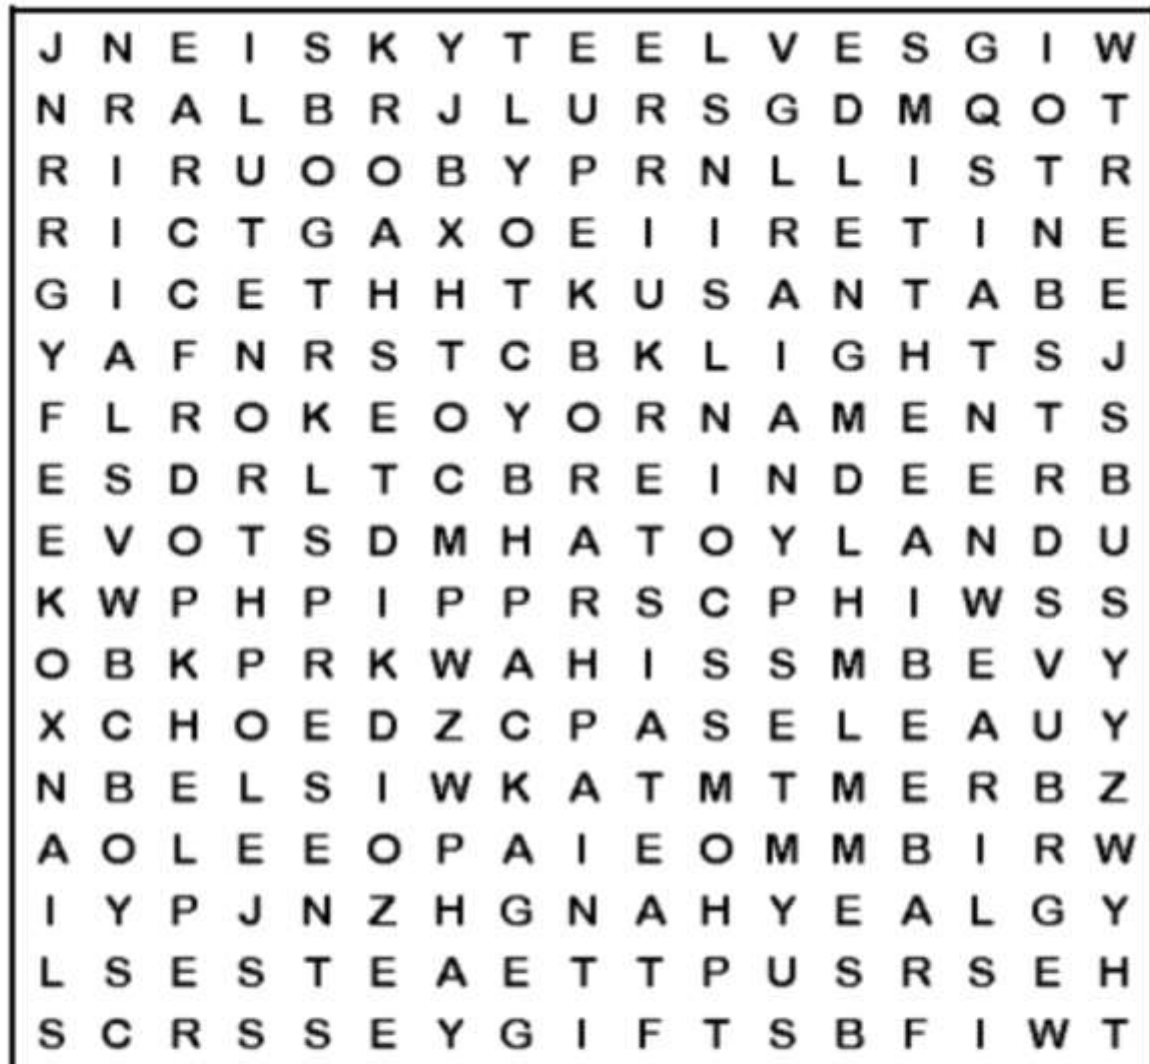 J N E I S K Y T E E L V E S G I W
N R A L B R J L U R S G D M Q O T
R I R U O O B Y P R N L L I S T R
R I C T G A X O E I I R E T I N E
G I C E T H H T K U S A N T A B E
Y A F N R S T C B K L I G H T S J
F L R O K E O Y O R N A M E N T S
E S D R L T C B R E I N D E E R B
E V O T S D M H A T O Y L A N D U
K W P H P I P P R S C P H I W S S
O B K P R K W A H I S S M B E V Y
X C H O E D Z C P A S E L E A U Y
N B E L S I W K A T M T M E R B Z
A O L E E O P A I E O M M B I R W
I Y P J N Z H G N A H Y E A L G Y
L S E S T E A E T T P U S R S E H
S C R S S E Y G I F T S B F I W T